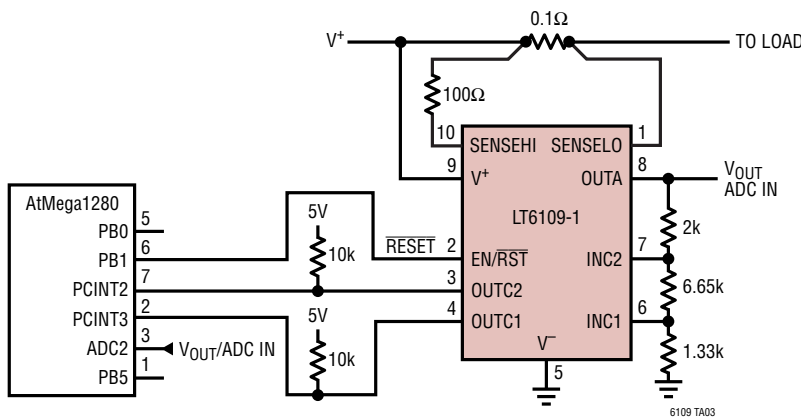 0.1Ω
V+
TO LOAD
100Ω
10
SENSEHI
SENSELO
1
9
V+
OUTA
8
VOUT
ADC IN
AtMega1280
LT6109-1
2k
PB0
5
5V
PB1
6
10k
RESET
2
EN/RST
INC2
7
PCINT2
7
3
OUTC2
6.65k
PCINT3
2
5V
4
OUTC1
INC1
6
ADC2
3
VOUT/ADC IN
10k
V–
1.33k
PB5
1
5
6109 TA03